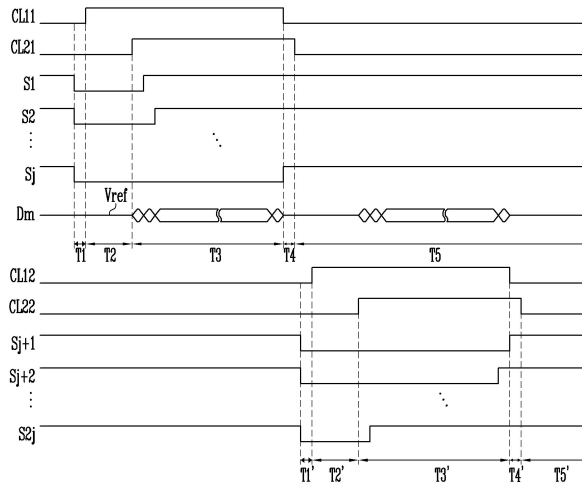 CL11
CL21
S1
S2
Sj
Dm
Vref
T1 T2 T3 T4 T5
CL12
CL22
Sj+1
Sj+2
S2j
T1' T2' T3' T4' T5'